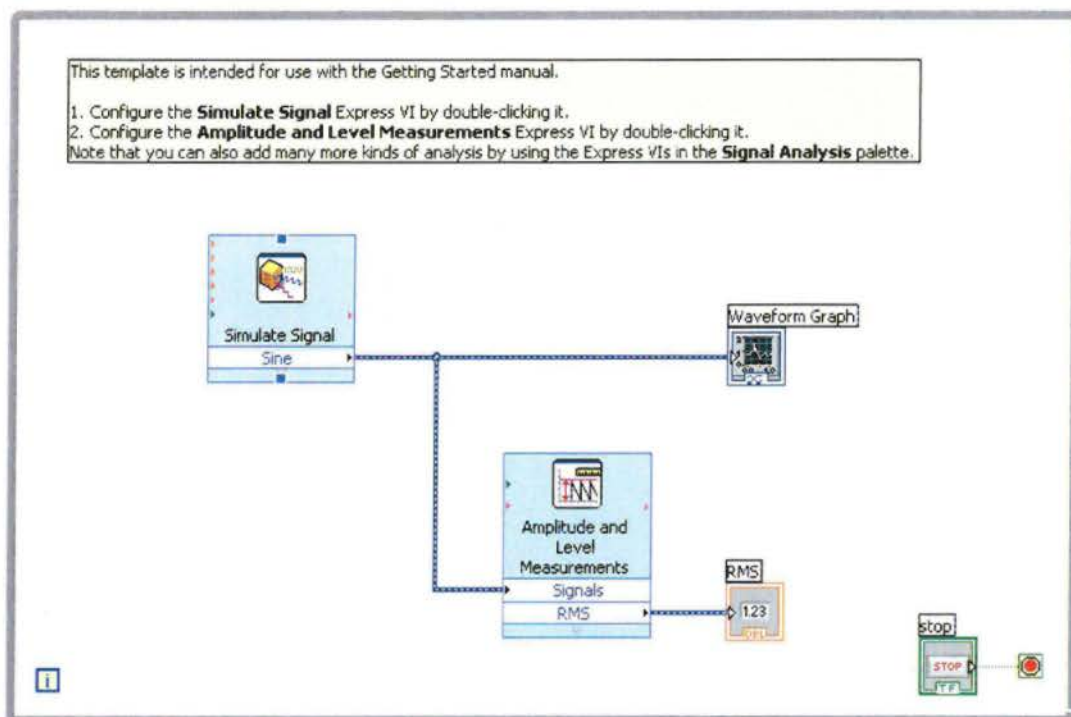 This template is intended for use with the Getting Started manual.
1. Configure the Simulate Signal Express VI by double-clicking it.
2. Configure the Amplitude and Level Measurements Express VI by double-clicking it.
Note that you can also add many more kinds of analysis by using the Express VIs in the Signal Analysis palette.
Simulate Signal
Sine
Waveform Graph
Amplitude and
Level
Measurements
Signals
RMS
RMS
1.23
DBL
stop
STOP
TF
i